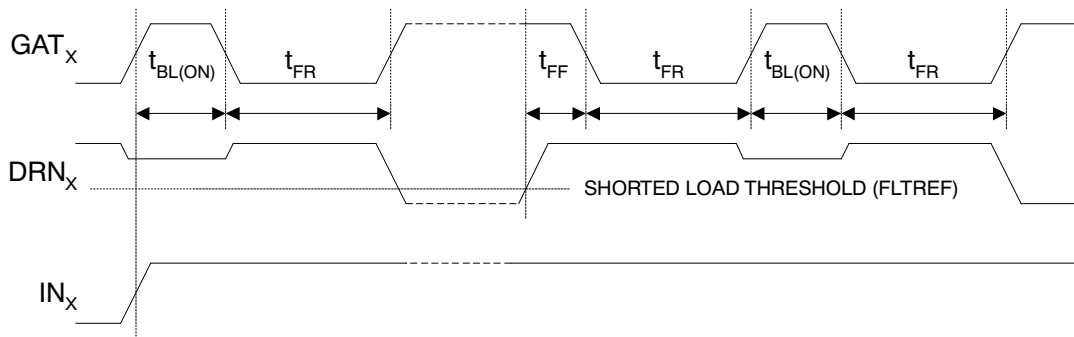 GATX
tBL(ON)
tFR
tFF
tFR
tBL(ON)
tFR
DRNX
SHORTED LOAD THRESHOLD (FLTREF)
INX